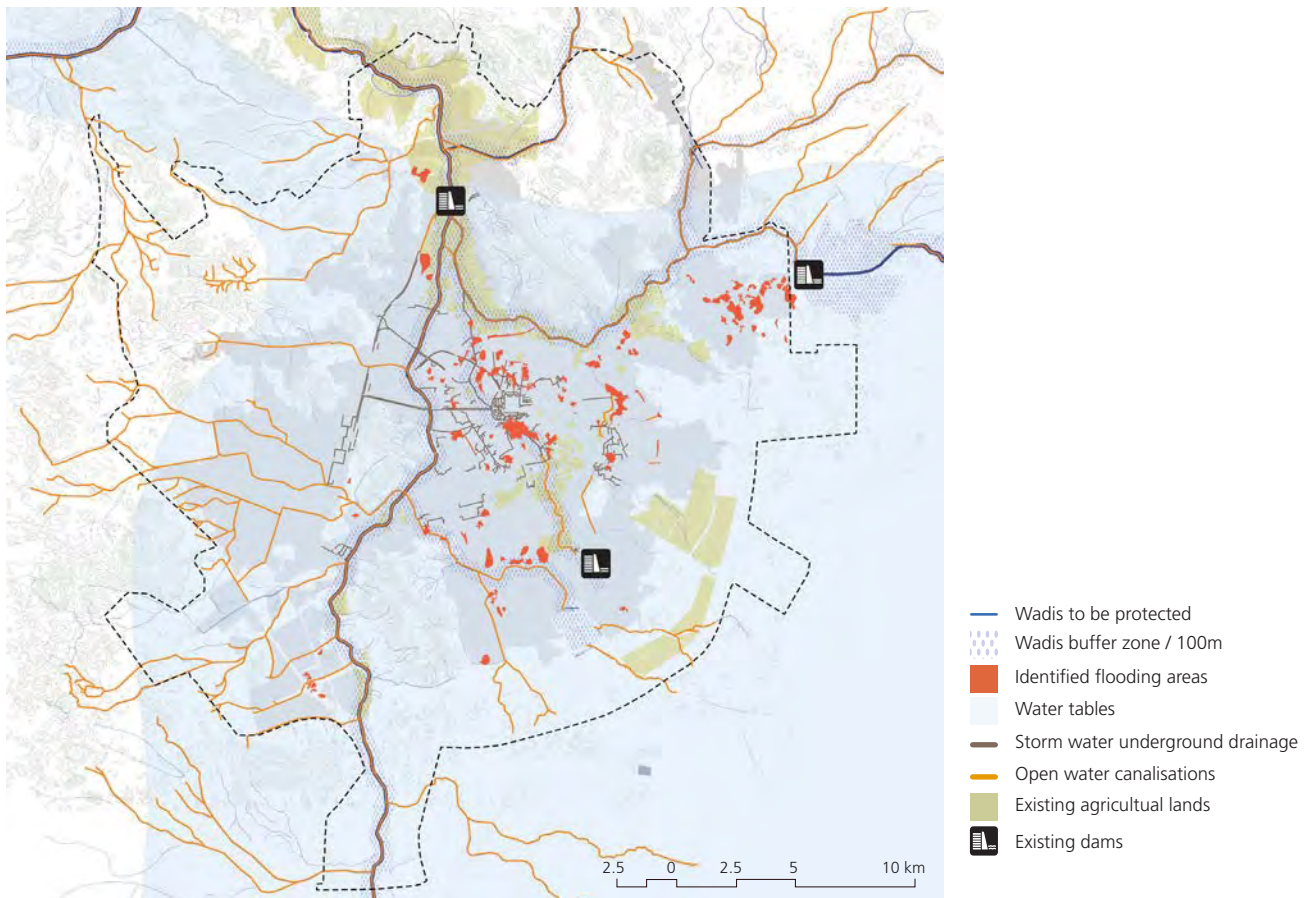 2.5 0 2.5 5 10 km
Wadis to be protected
Wadis buffer zone / 100m
Identified flooding areas
Water tables
Storm water underground drainage
Open water canalisations
Existing agricultual lands
Existing dams